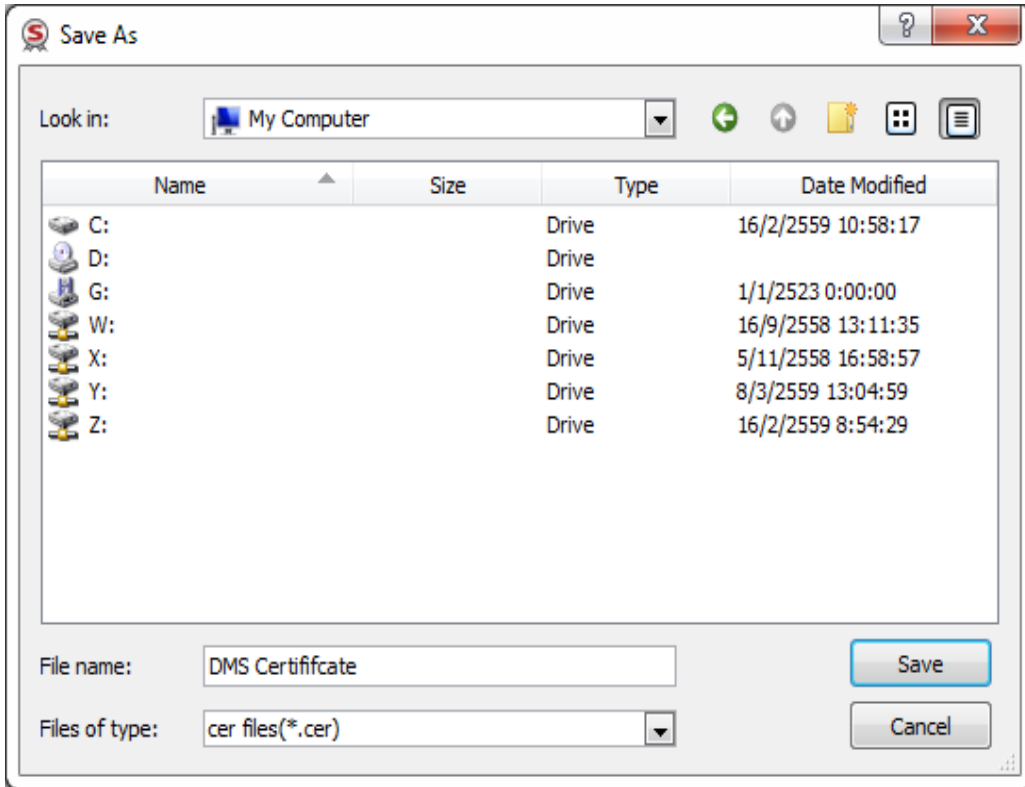 Save As
Look in: My Computer
Name Size Type Date Modified
C: Drive 16/2/2559 10:58:17
D: Drive
G: Drive 1/1/2523 0:00:00
W: Drive 16/9/2558 13:11:35
X: Drive 5/11/2558 16:58:57
Y: Drive 8/3/2559 13:04:59
Z: Drive 16/2/2559 8:54:29
File name: DMS Certififcate Save
Files of type: cer files(*.cer) Cancel